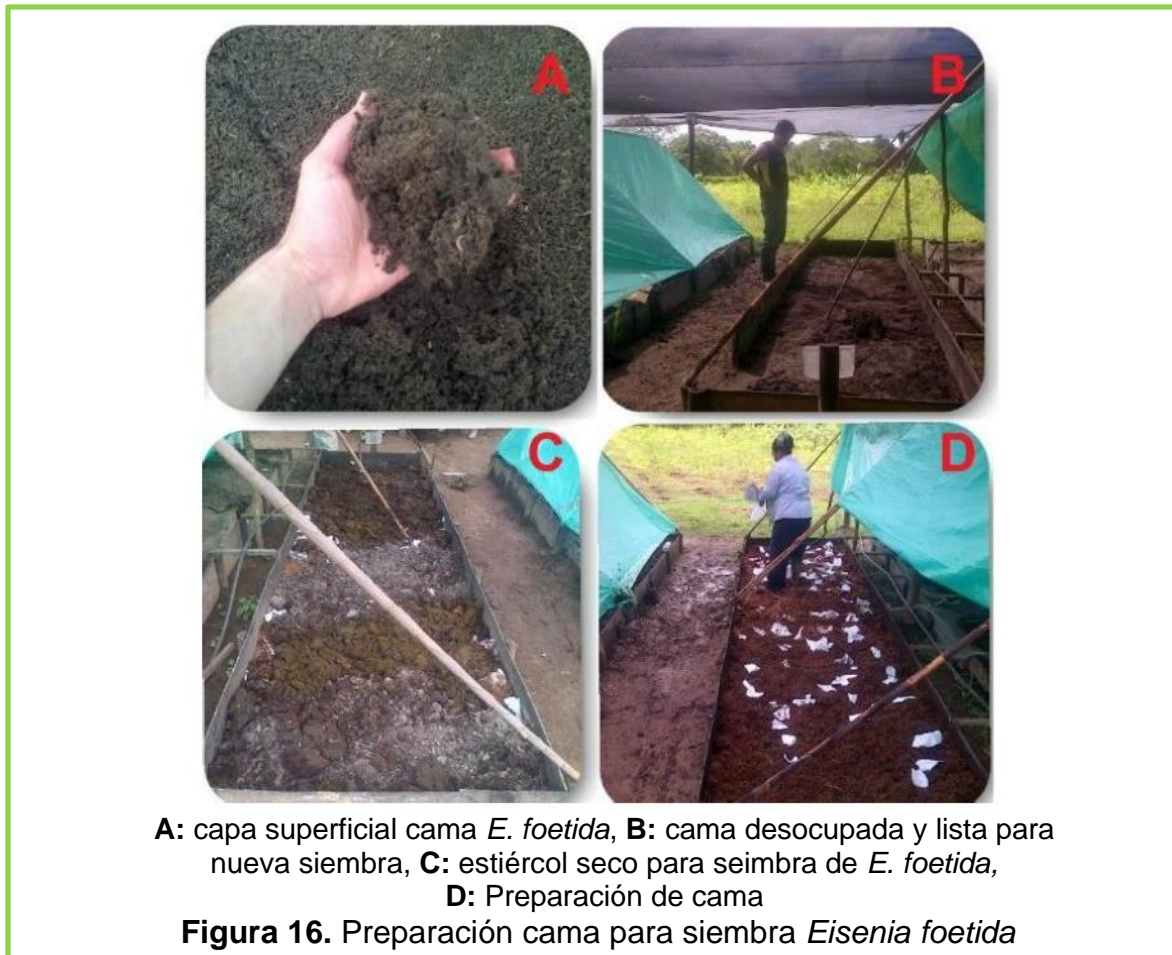 A
B
C
D
A: capa superficial cama E. foetida, B: cama desocupada y lista para
nueva siembra, C: estiércol seco para seimbra de E. foetida,
D: Preparación de cama
Figura 16. Preparación cama para siembra Eisenia foetida